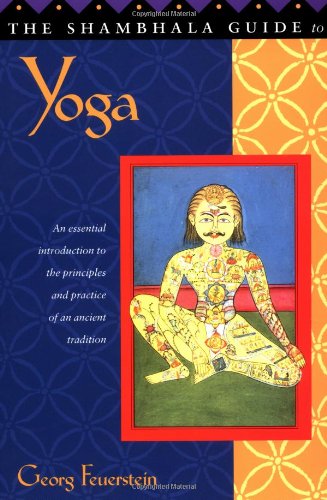 THE SHAMBHALA GUIDE to
Yoga
An essential
introduction to
the principles
and practice
of an ancient
tradition
Georg Feuerstein